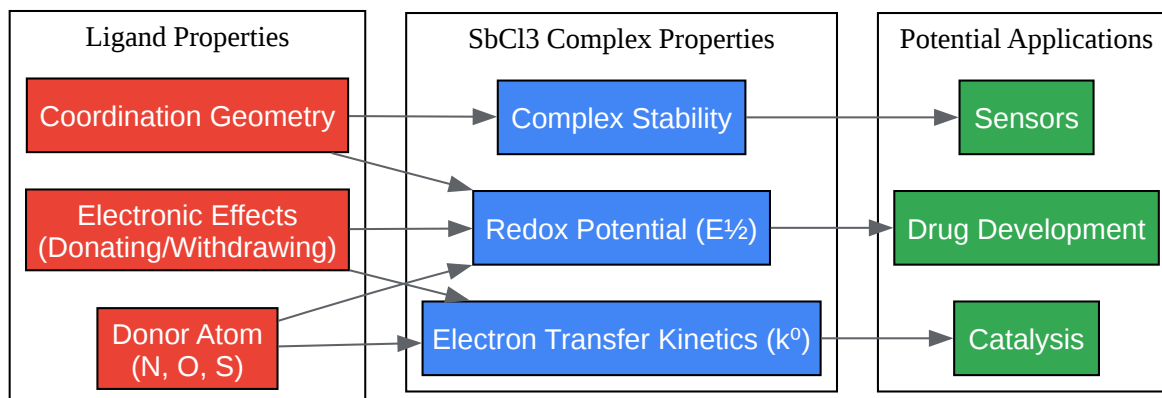 Ligand Properties
Coordination Geometry
Electronic Effects
(Donating/Withdrawing)
Donor Atom
(N, O, S)
SbCl3 Complex Properties
Complex Stability
Redox Potential (E½)
Electron Transfer Kinetics (k⁰)
Potential Applications
Sensors
Drug Development
Catalysis